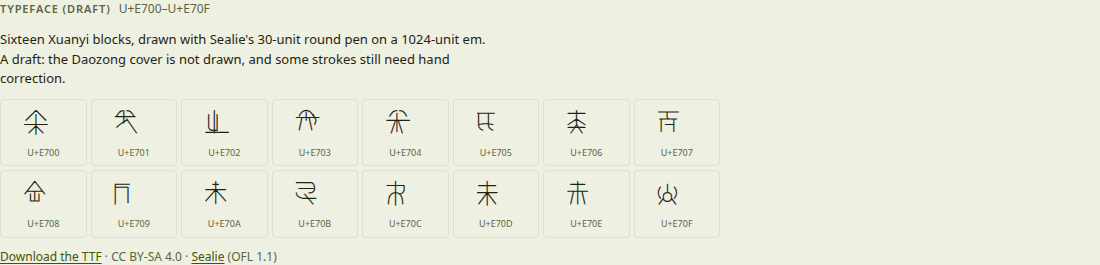 TYPEFACE (DRAFT) U+E700–U+E70F
Sixteen Xuanyi blocks, drawn with Sealie's 30-unit round pen on a 1024-unit em.
A draft: the Daozong cover is not drawn, and some strokes still need hand
correction.
U+E700 U+E701 U+E702 U+E703 U+E704 U+E705 U+E706 U+E707
U+E708 U+E709 U+E70A U+E70B U+E70C U+E70D U+E70E U+E70F
Download the TTF · CC BY-SA 4.0 · Sealie (OFL 1.1)